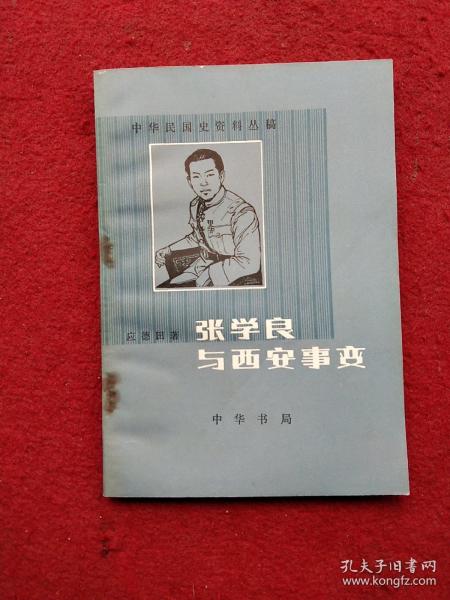 中华民国史资料丛稿
应德田著
张学良
与西安事变
中华书局
孔夫子旧书网
www.kongfz.com